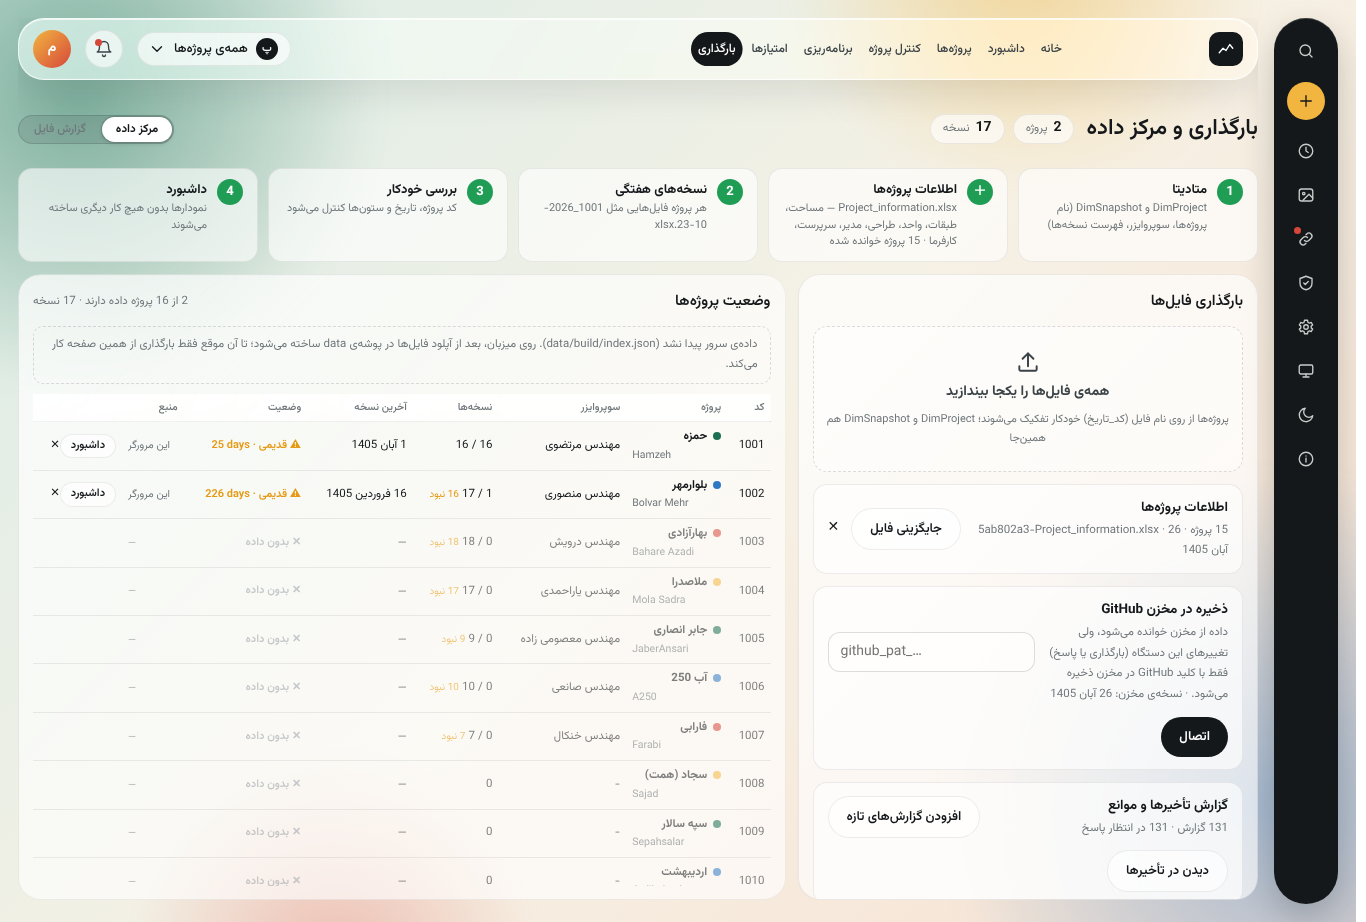 خانه
داشبورد
پروژه‌ها
کنترل پروژه
برنامه‌ریزی
امتیازها
بارگذاری
پ همه‌ی پروژه‌ها
م
بارگذاری و مرکز داده
2 پروژه
17 نسخه
مرکز داده
گزارش فایل
1 متادیتا
DimProject و DimSnapshot (نام
پروژه‌ها، سوپروایزر، فهرست نسخه‌ها)
+ اطلاعات پروژه‌ها
Project_information.xlsx — مساحت،
طبقات، واحد، طراحی، مدیر، سرپرست،
کارفرما · 15 پروژه خوانده شده
2 نسخه‌های هفتگی
هر پروژه فایل‌هایی مثل 1001_2026-
10-23.xlsx
3 بررسی خودکار
کد پروژه، تاریخ و ستون‌ها کنترل می‌شود
4 داشبورد
نمودارها بدون هیچ کار دیگری ساخته
می‌شوند
بارگذاری فایل‌ها
همه‌ی فایل‌ها را یکجا بیندازید
پروژه‌ها از روی نام فایل (کد_تاریخ) خودکار تفکیک می‌شوند؛ DimProject و DimSnapshot هم
همین‌جا
اطلاعات پروژه‌ها
15 پروژه · 5ab802a3-Project_information.xlsx · 26
آبان 1405
جایگزینی فایل
×
ذخیره در مخزن GitHub
داده از مخزن خوانده می‌شود، ولی
تغییرهای این دستگاه (بارگذاری یا پاسخ)
فقط با کلید GitHub در مخزن ذخیره
می‌شود. · نسخه‌ی مخزن: 26 آبان 1405
github_pat_...
اتصال
گزارش تأخیرها و موانع
131 گزارش · 131 در انتظار پاسخ
افزودن گزارش‌های تازه
دیدن در تأخیرها
وضعیت پروژه‌ها
2 از 16 پروژه داده دارند · 17 نسخه
داده‌ی سرور پیدا نشد (data/build/index.json). روی میزبان، بعد از آپلود فایل‌ها در پوشه‌ی data ساخته می‌شود؛ تا آن موقع فقط بارگذاری از همین صفحه کار
می‌کند.
کد پروژه سوپروایزر نسخه‌ها آخرین نسخه وضعیت منبع
1001 حمزه Hamzeh مهندس مرتضوی 16 / 16 1 آبان 1405 ⚠ قدیمی · 25 days این مرورگر داشبورد ×
1002 بلوارمهر Bolvar Mehr مهندس منصوری 1 / 17 16 نبود 16 فروردین 1405 ⚠ قدیمی · 226 days این مرورگر داشبورد ×
1003 بهارآزادی Bahare Azadi مهندس درویش 0 / 18 18 نبود — × بدون داده —
1004 ملاصدرا Mola Sadra مهندس یاراحمدی 0 / 17 17 نبود — × بدون داده —
1005 جابر انصاری JaberAnsari مهندس معصومی زاده 0 / 9 9 نبود — × بدون داده —
1006 آب 250 A250 مهندس صانعی 0 / 10 10 نبود — × بدون داده —
1007 فارابی Farabi مهندس خنکال 0 / 7 7 نبود — × بدون داده —
1008 سجاد (همت) Sajad - 0 — × بدون داده —
1009 سپه سالار Sepahsalar - 0 — × بدون داده —
1010 اردیبهشت - 0 — × بدون داده —